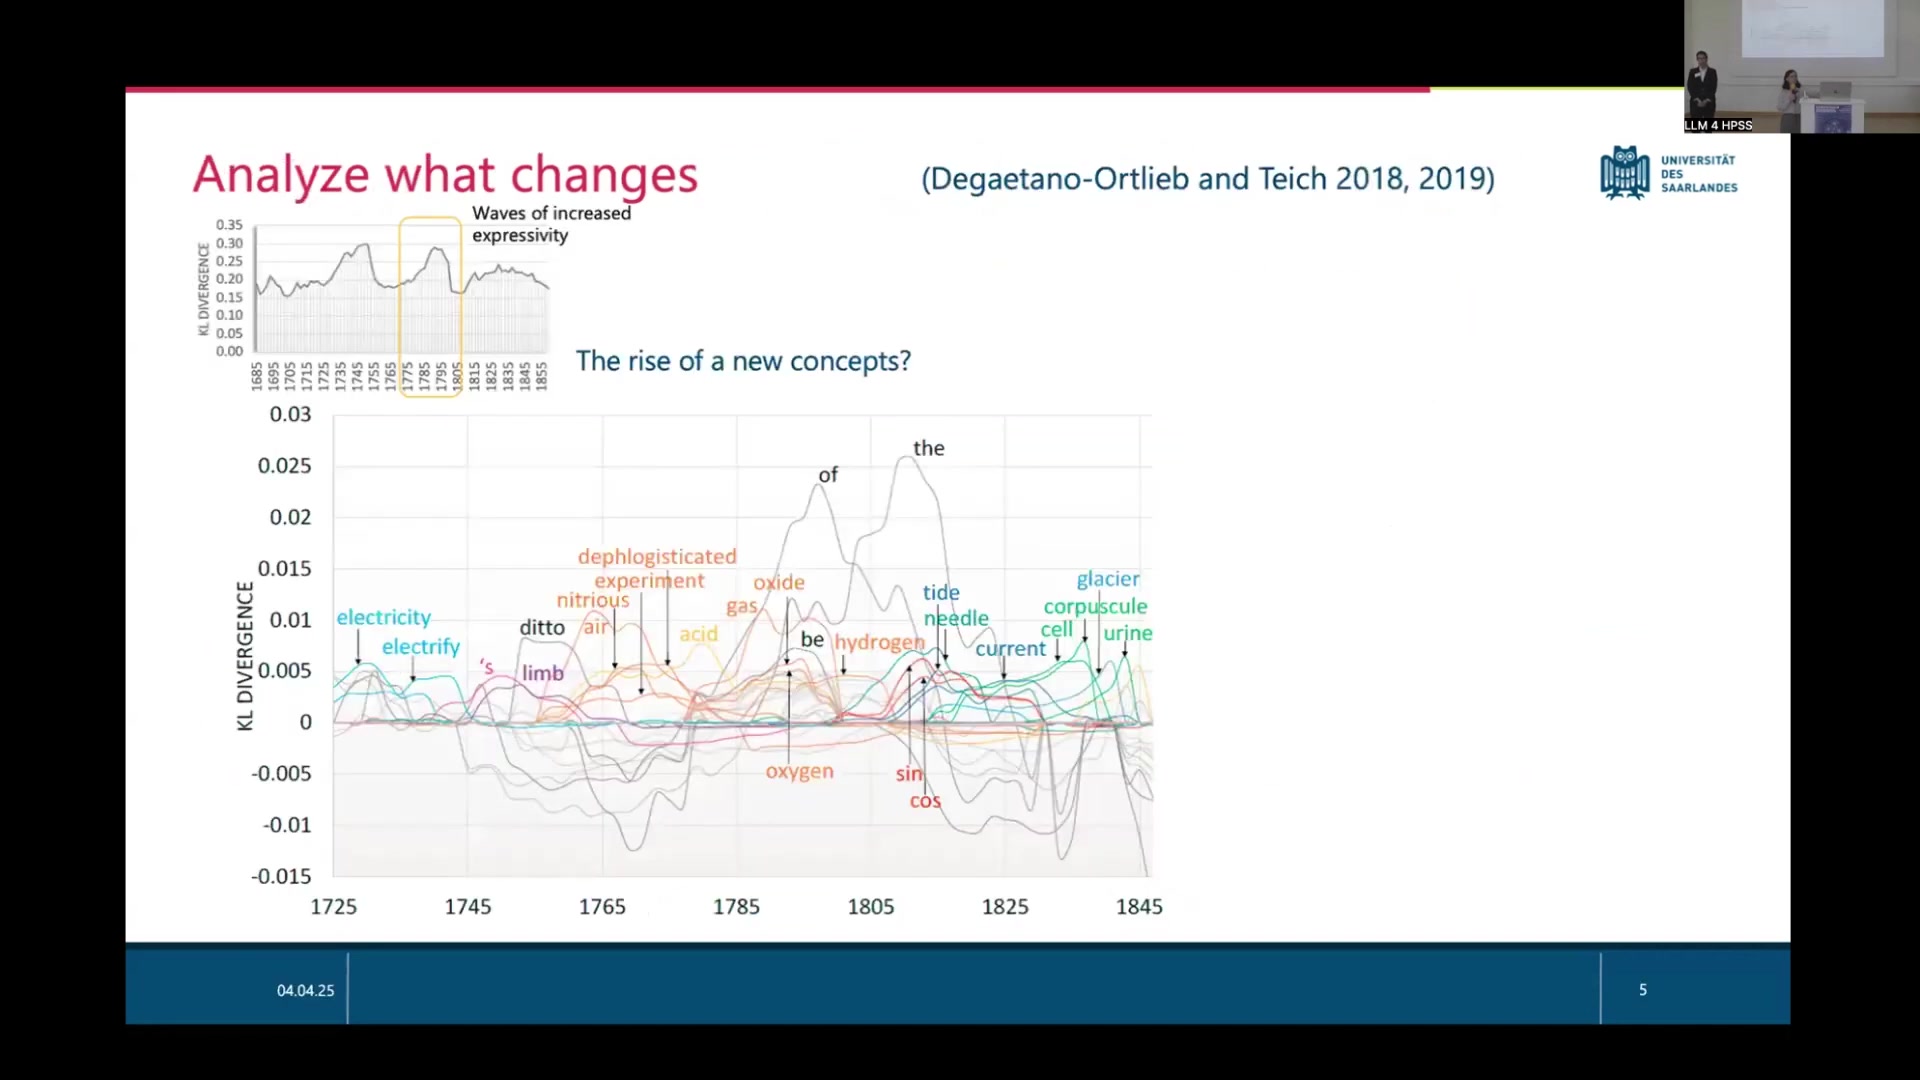 LLM 4 HPSS
Analyze what changes
(Degaetano-Ortlieb and Teich 2018, 2019)
UNIVERSITÄT
DES
SAARLANDES
Waves of increased
expressivity
KL DIVERGENCE
0.35
0.30
0.25
0.20
0.15
0.10
0.05
0.00
1685
1695
1705
1715
1725
1735
1745
1755
1765
1775
1785
1795
1805
1815
1825
1835
1845
1855
The rise of a new concepts?
KL DIVERGENCE
0.03
0.025
0.02
0.015
0.01
0.005
0
-0.005
-0.01
-0.015
1725
1745
1765
1785
1805
1825
1845
the
of
dephlogisticated
experiment
nitrious
air
oxide
gas
acid
electricity
electrify
ditto
's
limb
be
hydrogen
tide
needle
current
glacier
corpuscule
cell
urine
oxygen
sin
cos
04.04.25
5